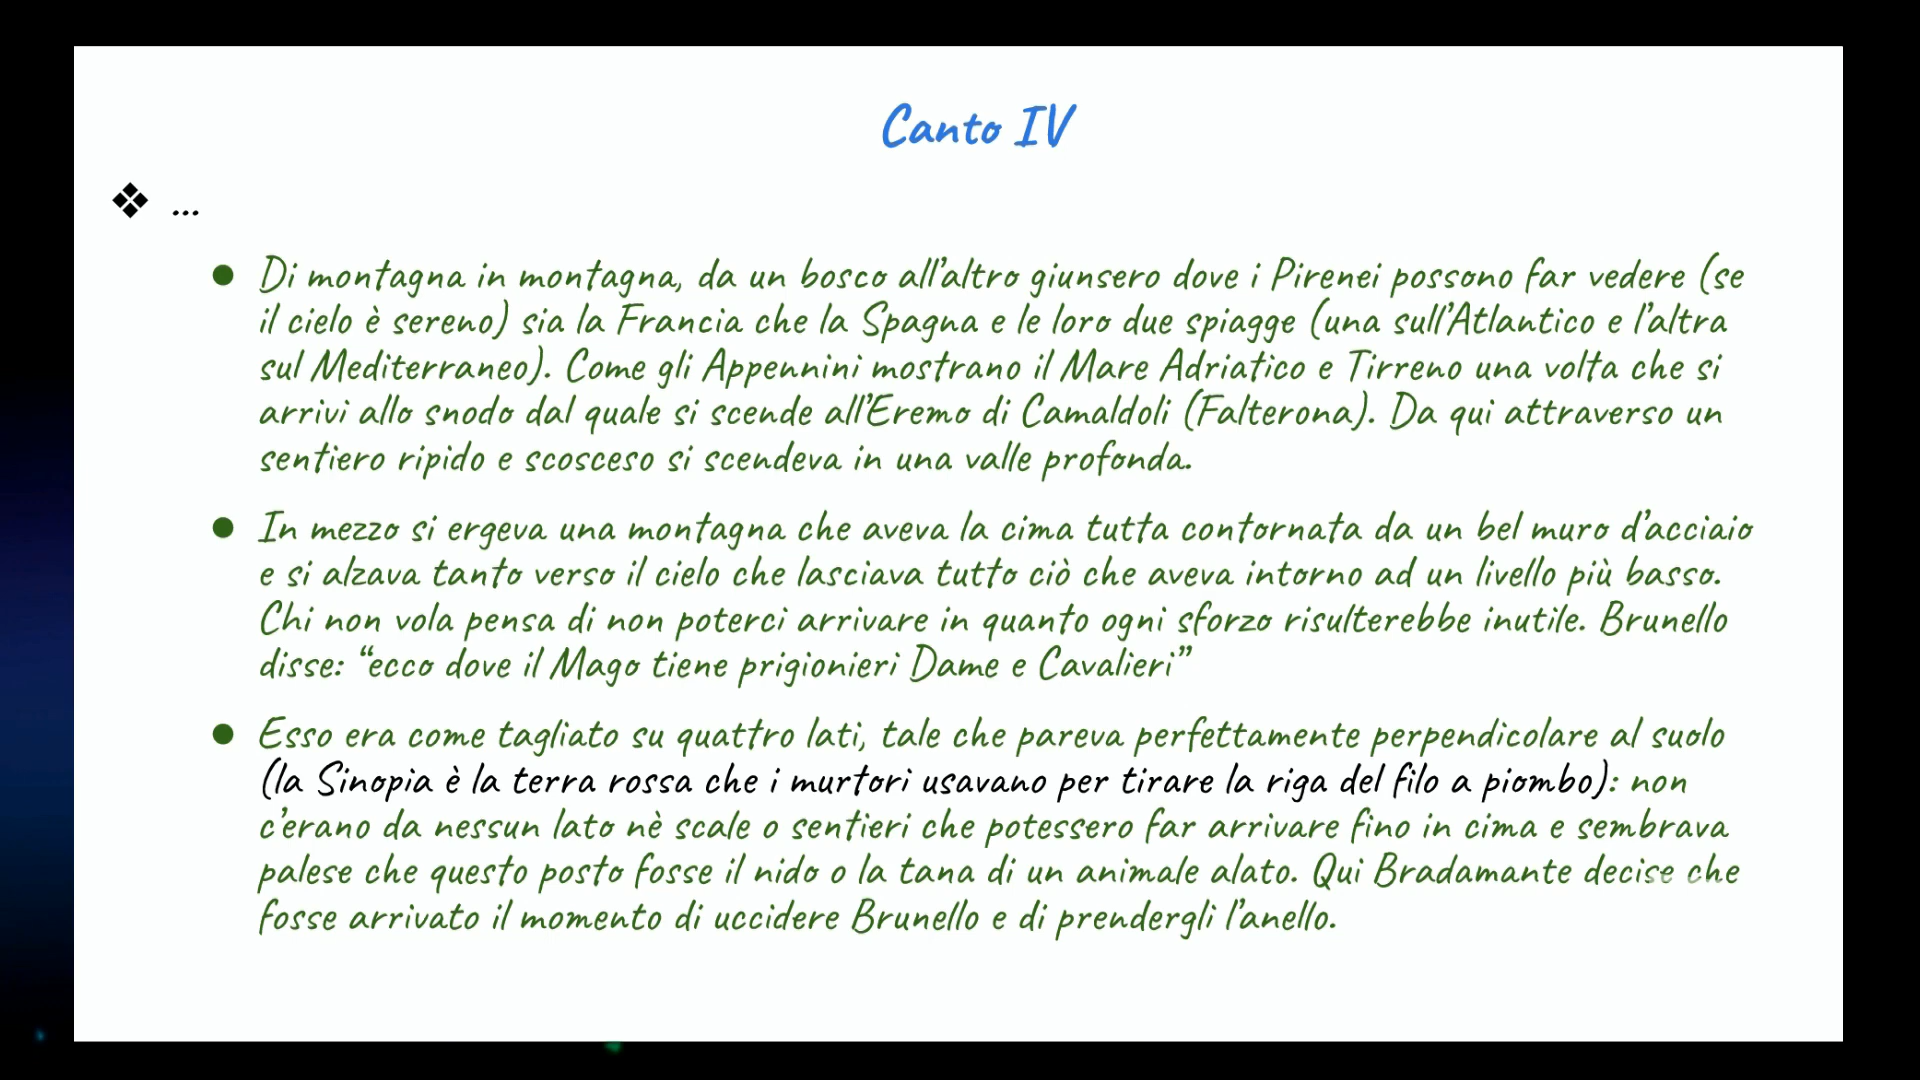 Canto IV
❖ ...
● Di montagna in montagna, da un bosco all'altro giunsero dove i Pirenei possono far vedere (se
il cielo è sereno) sia la Francia che la Spagna e le loro due spiagge (una sull'Atlantico e l'altra
sul Mediterraneo). Come gli Appennini mostrano il Mare Adriatico e Tirreno una volta che si
arrivi allo snodo dal quale si scende all'Eremo di Camaldoli (Falterona). Da qui attraverso un
sentiero ripido e scosceso si scendeva in una valle profonda.
● In mezzo si ergeva una montagna che aveva la cima tutta contornata da un bel muro d'acciaio
e si alzava tanto verso il cielo che lasciava tutto ciò che aveva intorno ad un livello più basso.
Chi non vola pensa di non poterci arrivare in quanto ogni sforzo risulterebbe inutile. Brunello
disse: “ecco dove il Mago tiene prigionieri Dame e Cavalieri”
● Esso era come tagliato su quattro lati, tale che pareva perfettamente perpendicolare al suolo
(la Sinopia è la terra rossa che i murtori usavano per tirare la riga del filo a piombo): non
c'erano da nessun lato nè scale o sentieri che potessero far arrivare fino in cima e sembrava
palese che questo posto fosse il nido o la tana di un animale alato. Qui Bradamante decise che
fosse arrivato il momento di uccidere Brunello e di prendergli l'anello.